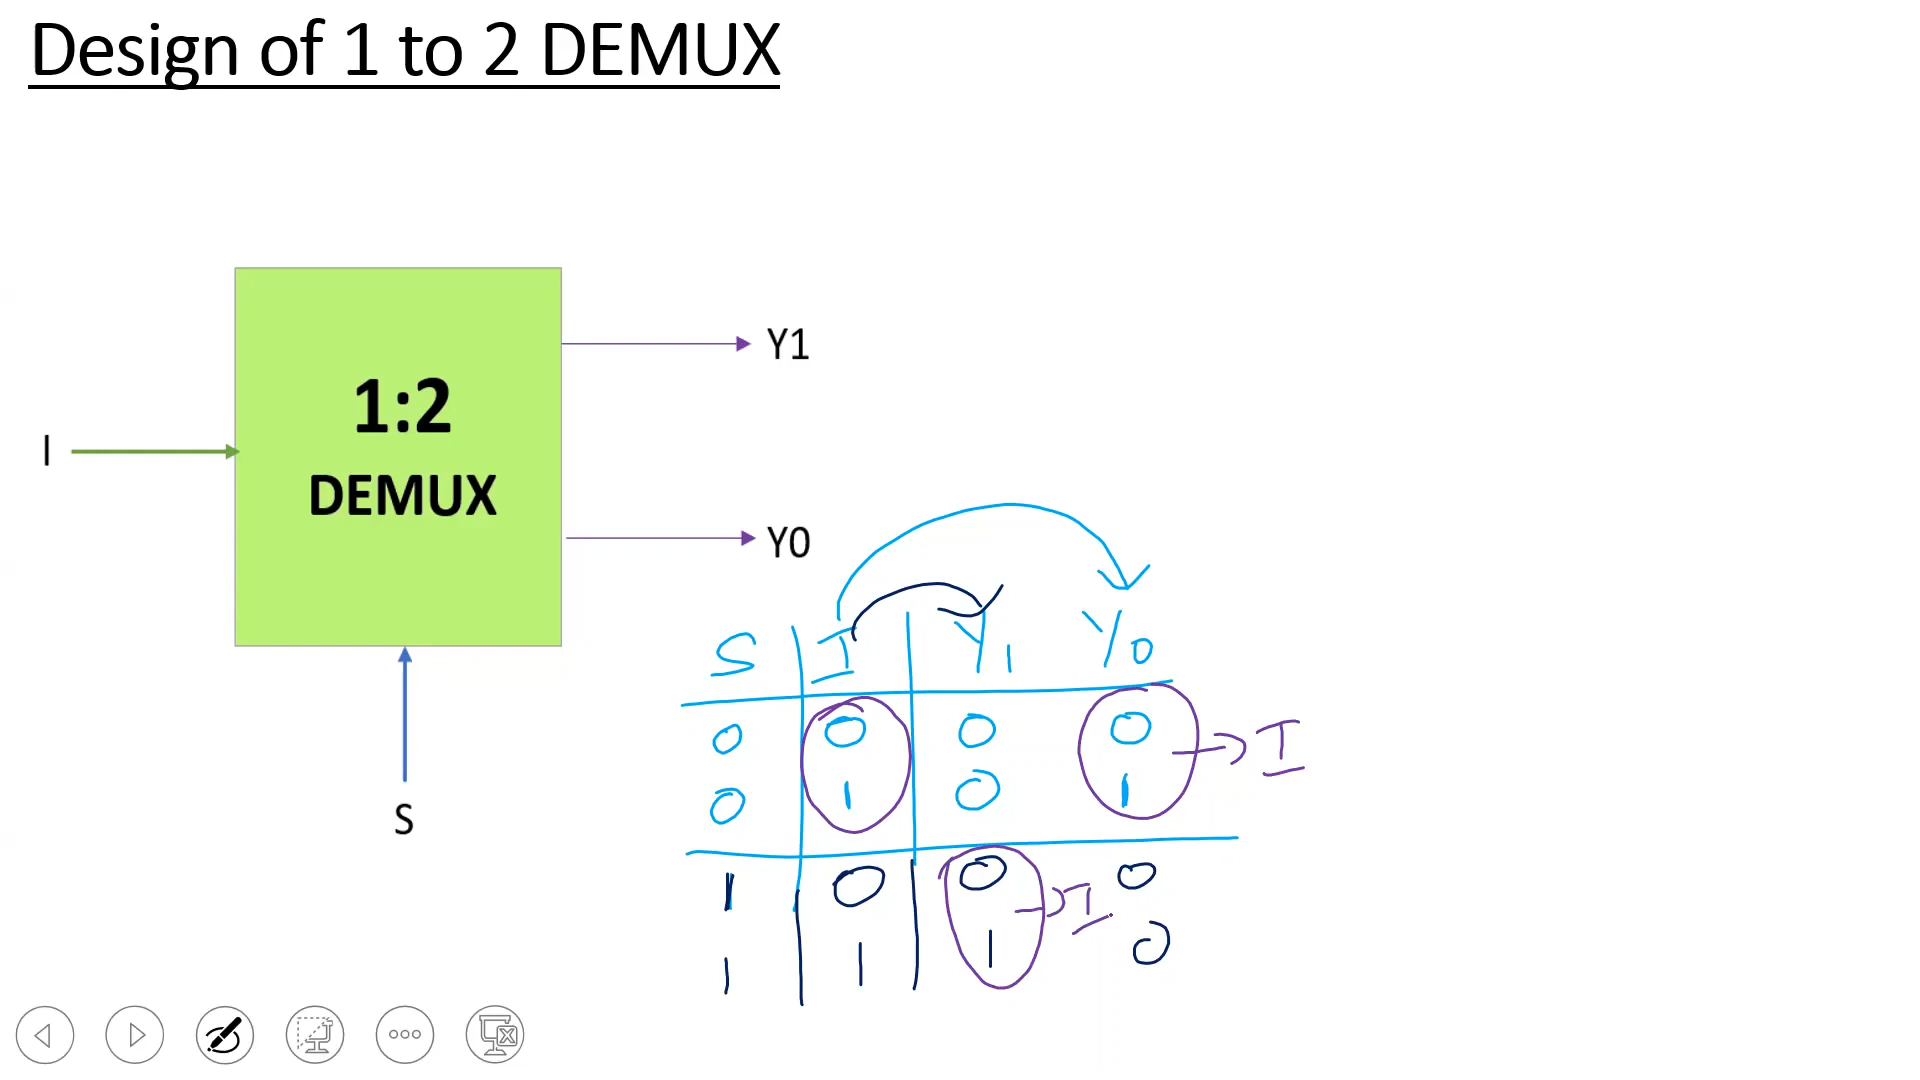 Design of 1 to 2 DEMUX
Y1
1:2
I
DEMUX
Y0
S
S I Y1 Y0
0 0 0 0 → I
0 1 0 1
1 0 0 → I 0
1 1 1 0